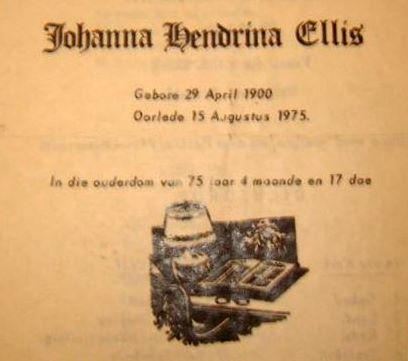 Johanna Hendrina Ellis
Gebore 29 April 1900
Oorlede 15 Augustus 1975.
In die ouderdom van 75 jaar 4 maande en 17 dae